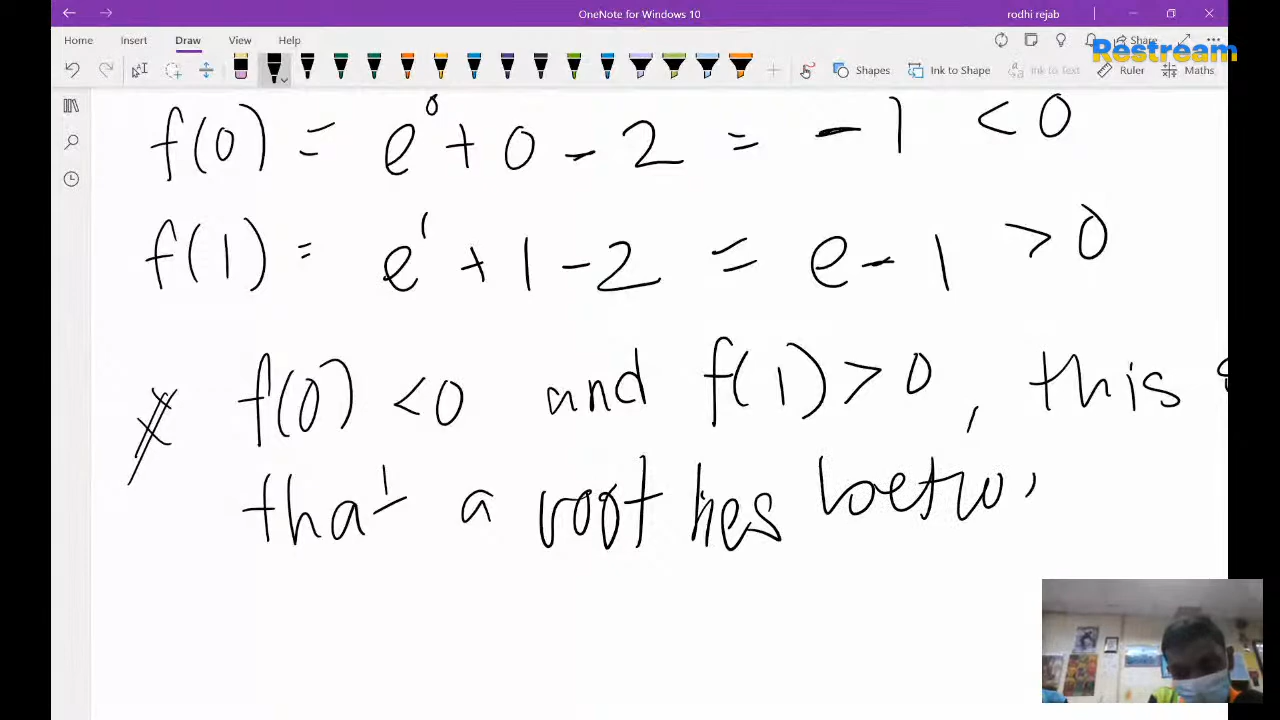 OneNote for Windows 10
rodhi rejab
Home Insert Draw View Help
Share
Restream
Shapes Ink to Shape Ink to Text Ruler Maths
f(0) = e⁰ + 0 - 2 = -1 < 0
f(1) = e¹ + 1 - 2 = e - 1 > 0
f(0) < 0 and f(1) > 0, this
that a root lies betw